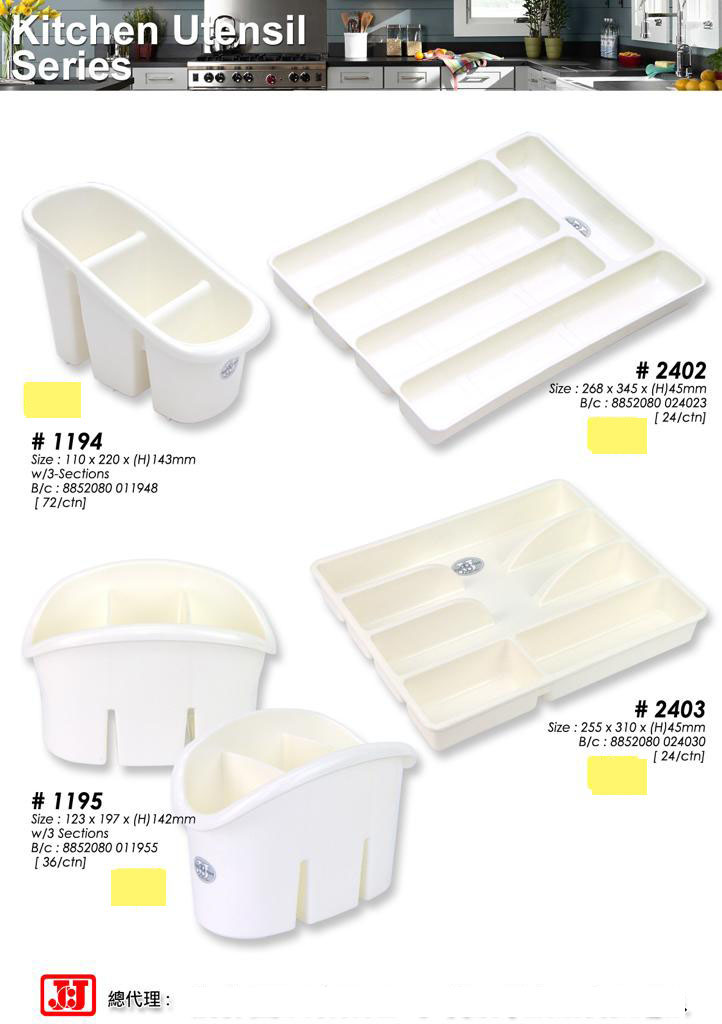 Kitchen Utensil
Series
# 2402
Size : 268 x 345 x (H)45mm
B/c : 8852080 024023
[ 24/ctn]
# 1194
Size : 110 x 220 x (H)143mm
w/3-Sections
B/c : 8852080 011948
[ 72/ctn]
# 2403
Size : 255 x 310 x (H)45mm
B/c : 8852080 024030
[ 24/ctn]
# 1195
Size : 123 x 197 x (H)142mm
w/3 Sections
B/c : 8852080 011955
[ 36/ctn]
總代理 :